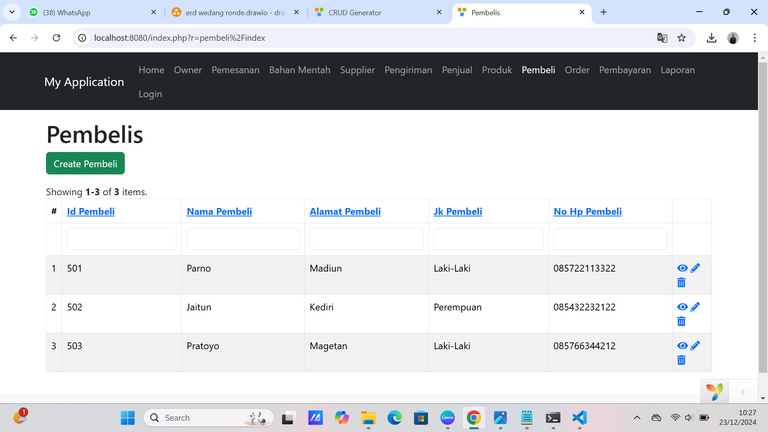 (38) WhatsApp
erd wedang ronde.drawio - dra
CRUD Generator
Pembelis
localhost:8080/index.php?r=pembeli%2Findex
My Application
Home Owner Pemesanan Bahan Mentah Supplier Pengiriman Penjual Produk Pembeli Order Pembayaran Laporan
Login
Pembelis
Create Pembeli
Showing 1-3 of 3 items.
# Id Pembeli Nama Pembeli Alamat Pembeli Jk Pembeli No Hp Pembeli
1 501 Parno Madiun Laki-Laki 085722113322
2 502 Jaitun Kediri Perempuan 085432232122
3 503 Pratoyo Magetan Laki-Laki 085766344212
1
Search
10:27
23/12/2024